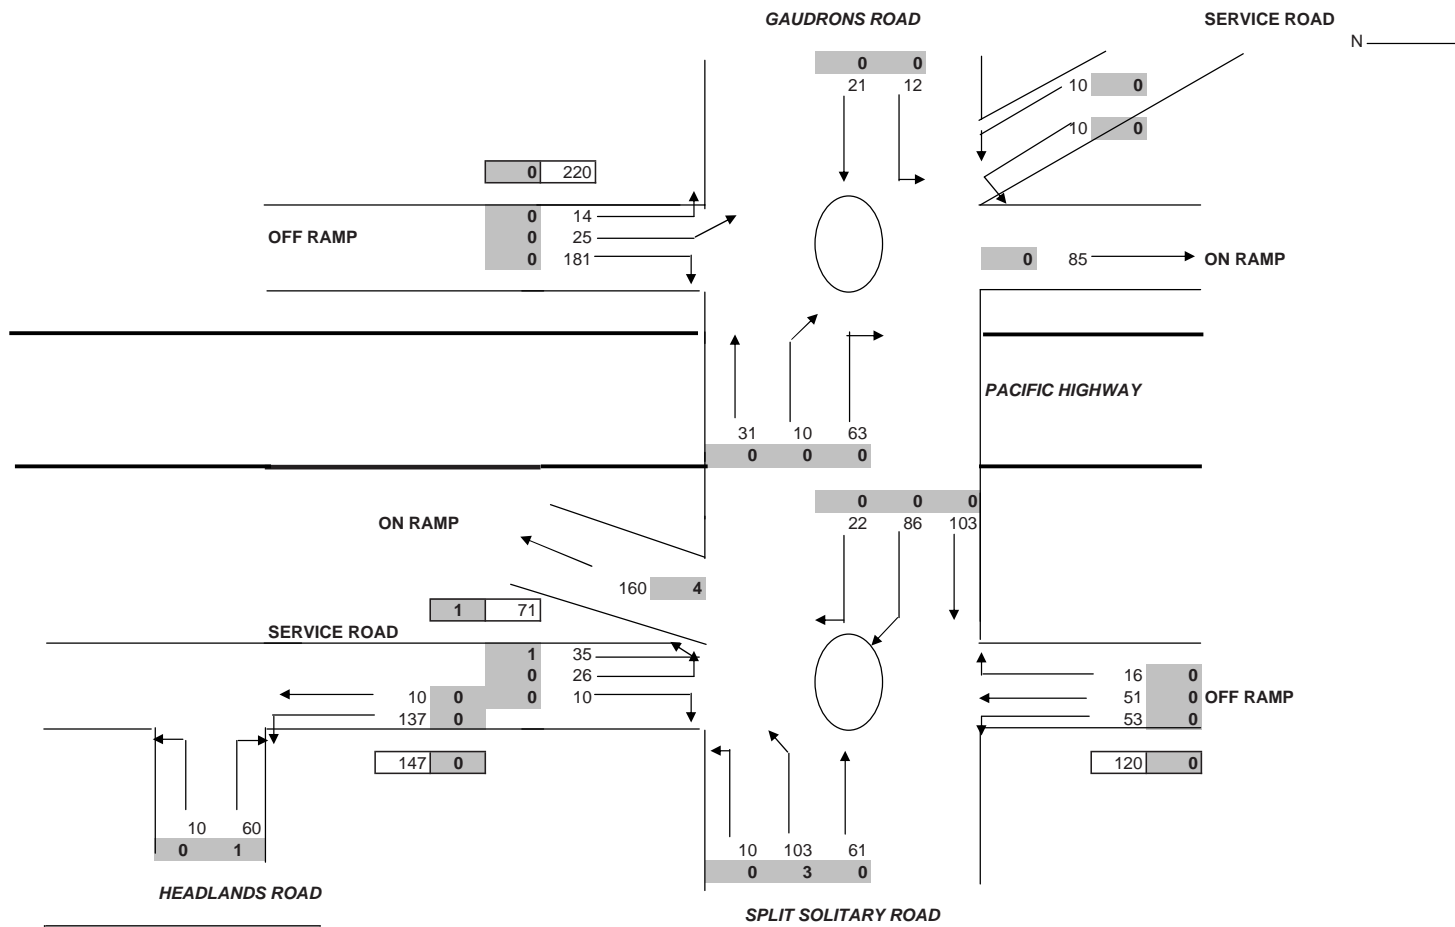 GAUDRONS ROAD SERVICE ROAD
N
0 0
21 12
10 0
10 0
0 220
0 14
OFF RAMP 0 25
0 181
0 85 ON RAMP
PACIFIC HIGHWAY
31 10 63
0 0 0
0 0 0
22 86 103
ON RAMP
160 4
1 71
SERVICE ROAD
1 35
0 26
10 0 0 10
137 0
16 0
51 0 OFF RAMP
53 0
147 0
120 0
10 60
0 1
10 103 61
0 3 0
HEADLANDS ROAD
SPLIT SOLITARY ROAD